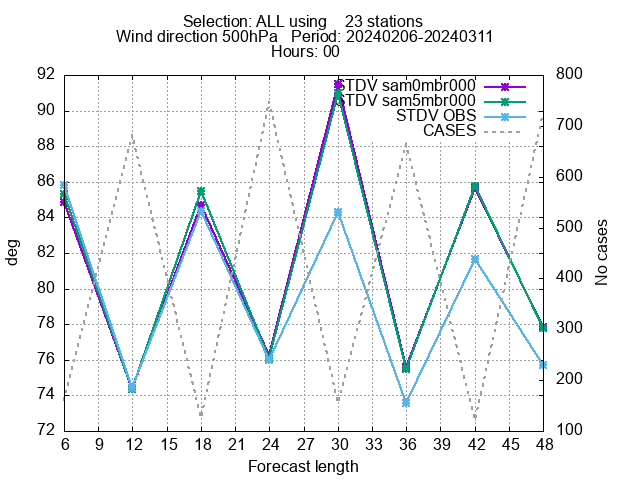 Selection: ALL using 23 stations
Wind direction 500hPa Period: 20240206-20240311
Hours: 00
92 800
STDV sam0mbr000
STDV sam5mbr000
STDV OBS
CASES
90 700
88
86 600
84 500
82
80 400
78 300
76
74 200
72 100
deg
No cases
6 9 12 15 18 21 24 27 30 33 36 39 42 45 48
Forecast length